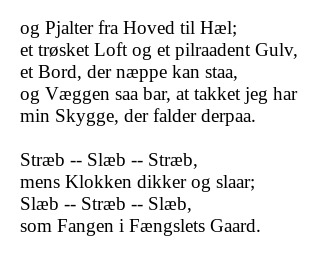 og Pjalter fra Hoved til Hæl;
et trøsket Loft og et pilraadent Gulv,
et Bord, der næppe kan staa,
og Væggen saa bar, at takket jeg har
min Skygge, der falder derpaa.

Stræb -- Slæb -- Stræb,
mens Klokken dikker og slaar;
Slæb -- Stræb -- Slæb,
som Fangen i Fængslets Gaard.